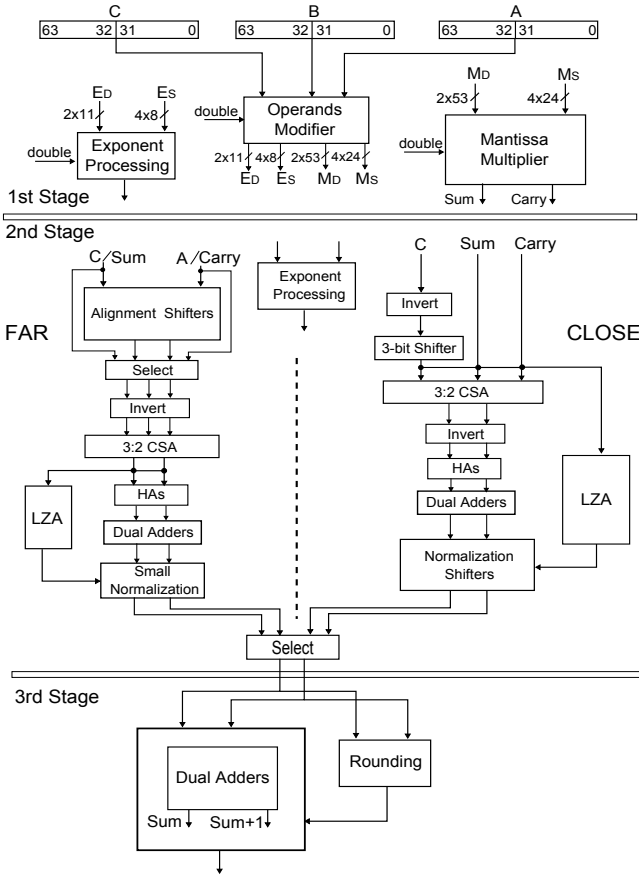 C B A
63 32 31 0 63 32 31 0 63 32 31 0
ED ES
2x11 4x8
double
Exponent
Processing
double
Operands
Modifier
2x11 4x8 2x53 4x24
ED ES MD MS
MD MS
2x53 4x24
double
Mantissa
Multiplier
Sum Carry
1st Stage
2nd Stage
C/Sum A/Carry
Alignment Shifters
FAR
Select
Invert
3:2 CSA
HAs
LZA
Dual Adders
Small
Normalization
Exponent
Processing
C Sum Carry
Invert
CLOSE
3-bit Shifter
3:2 CSA
Invert
HAs
LZA
Dual Adders
Normalization
Shifters
Select
3rd Stage
Dual Adders
Sum Sum+1
Rounding